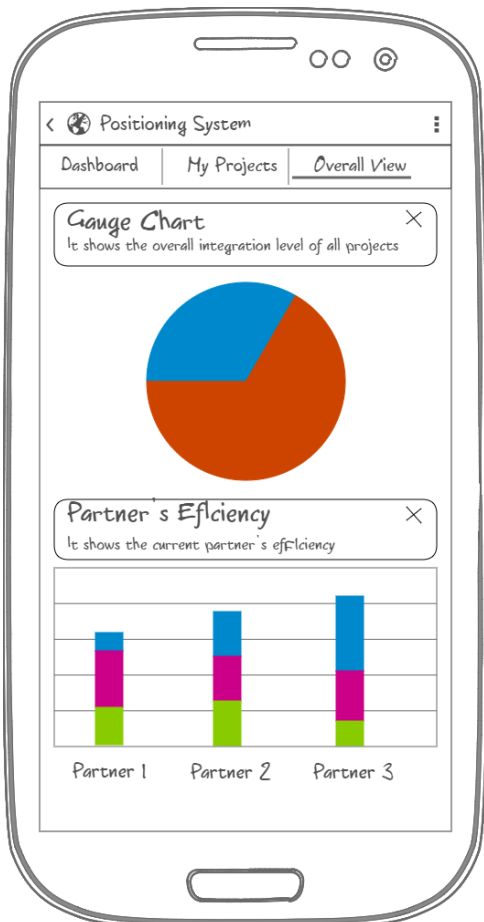 Positioning System
Dashboard My Projects Overall View
Gauge Chart
It shows the overall integration level of all projects
Partner's Eflciency
It shows the current partner's efFlciency
Partner 1 Partner 2 Partner 3